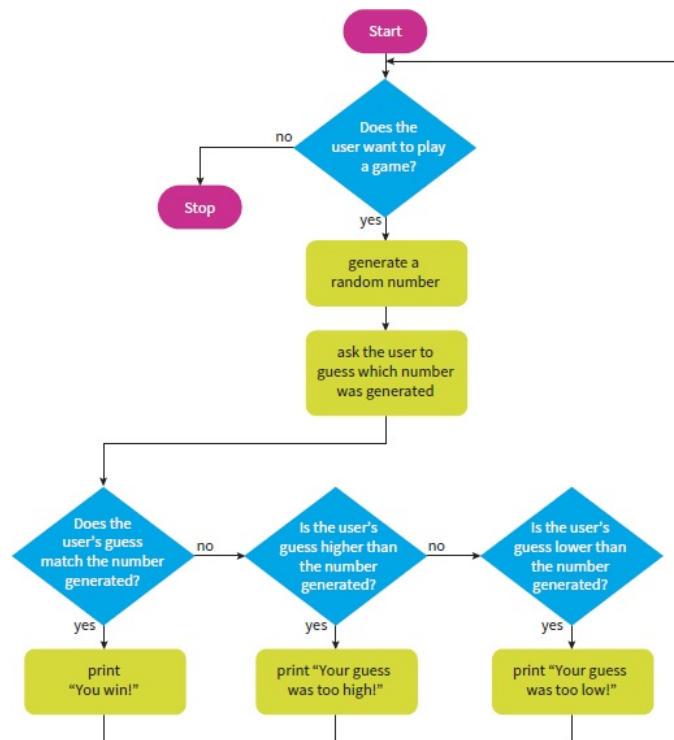 Start
Does the
user want to play
a game?
no
Stop
yes
generate a
random number
ask the user to
guess which number
was generated
Does the
user's guess
match the number
generated?
no
Is the user's
guess higher than
the number
generated?
no
Is the user's
guess lower than
the number
generated?
yes
yes
yes
print
“You win!”
print “Your guess
was too high!”
print “Your guess
was too low!”